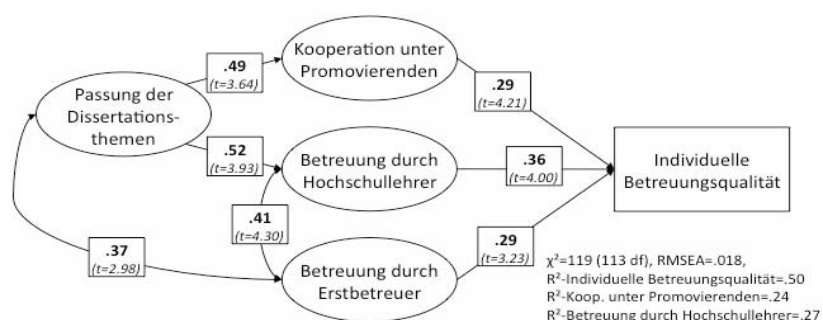 .49
(t=3.64)
Kooperation unter
Promovierenden
.29
(t=4.21)
Passung der
Dissertations-
themen
.52
(t=3.93)
Betreuung durch
Hochschullehrer
.36
(t=4.00)
Individuelle
Betreuungsqualität
.41
(t=4.30)
.37
(t=2.98)
Betreuung durch
Erstbetreuer
.29
(t=3.23)
χ²=119 (113 df), RMSEA=.018,
R²-Individuelle Betreuungsqualität=.50
R²-Koop. unter Promovierenden=.24
R²-Betreuung durch Hochschullehrer=.27